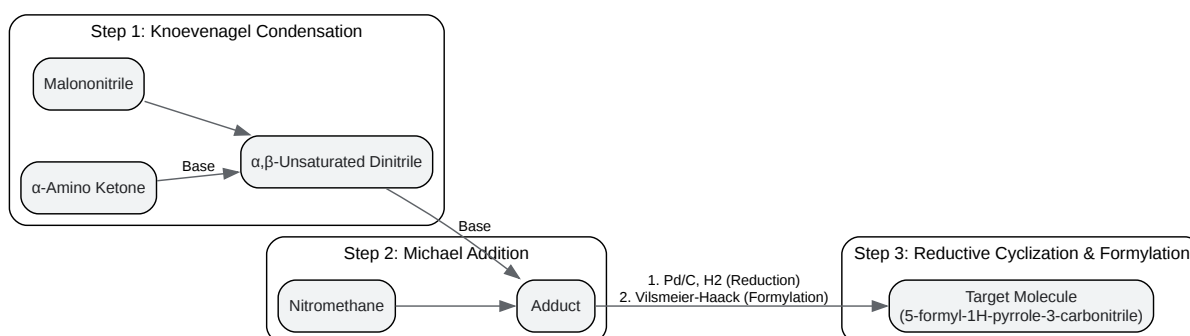 Step 1: Knoevenagel Condensation
Malononitrile
α-Amino Ketone
Base
α,β-Unsaturated Dinitrile
Base
Step 2: Michael Addition
Nitromethane
Adduct
1. Pd/C, H2 (Reduction)
2. Vilsmeier-Haack (Formylation)
Step 3: Reductive Cyclization & Formylation
Target Molecule
(5-formyl-1H-pyrrole-3-carbonitrile)